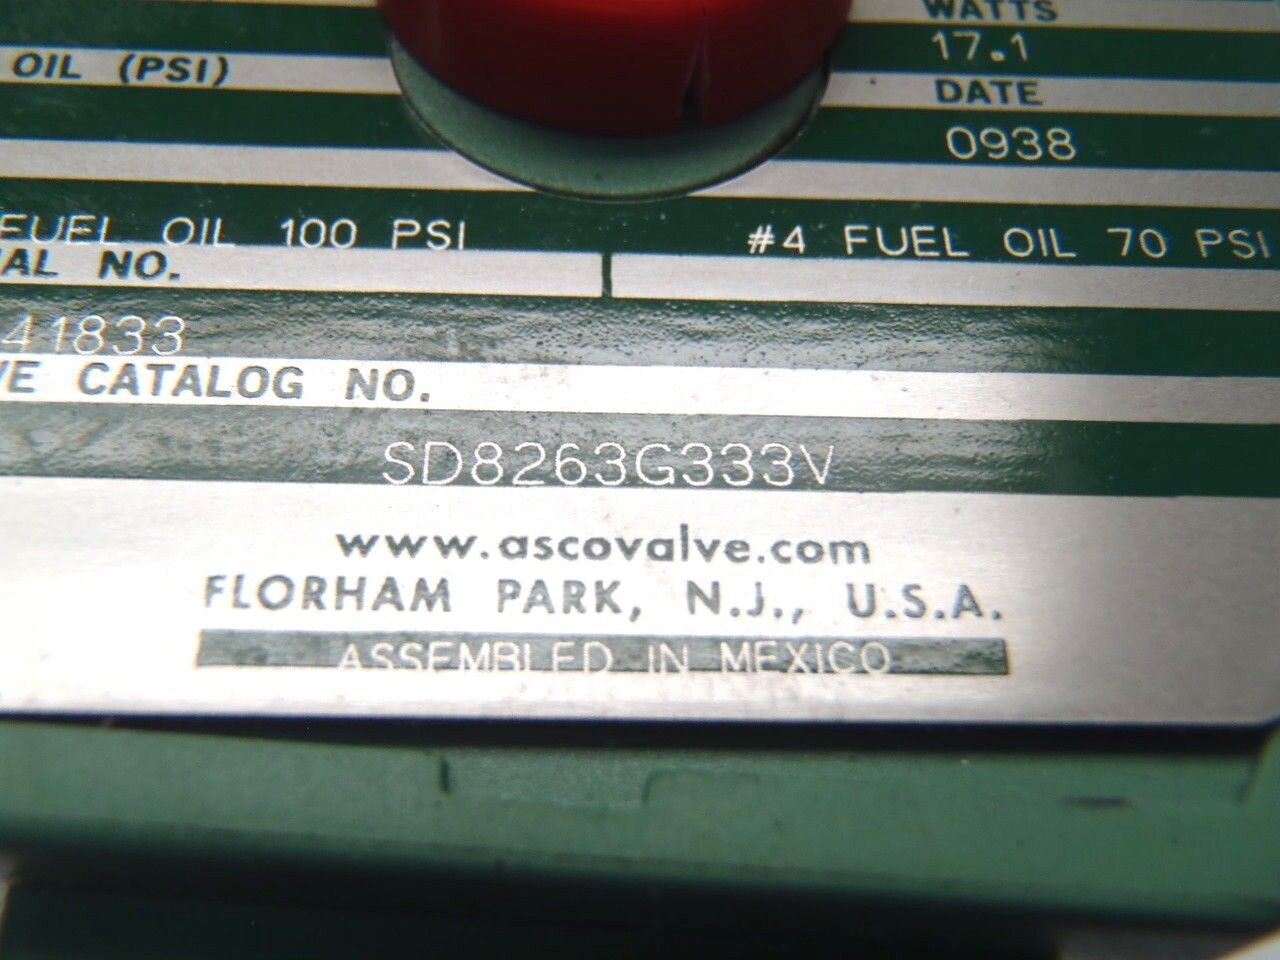 WATTS
17.1
OIL (PSI)
DATE
0938
FUEL OIL 100 PSI #4 FUEL OIL 70 PSI
NO.
41833
CATALOG NO.
SD8263G333V
www.ascovalve.com
FLORHAM PARK, N.J., U.S.A.
ASSEMBLED IN MEXICO